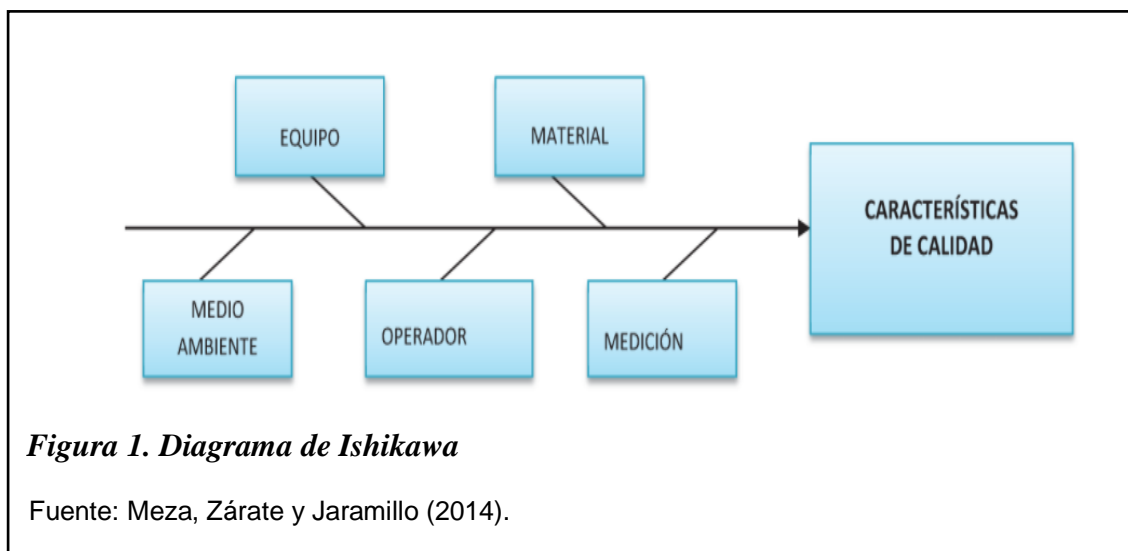 EQUIPO
MATERIAL
CARACTERÍSTICAS
DE CALIDAD
MEDIO
AMBIENTE
OPERADOR
MEDICIÓN
Figura 1. Diagrama de Ishikawa
Fuente: Meza, Zárate y Jaramillo (2014).